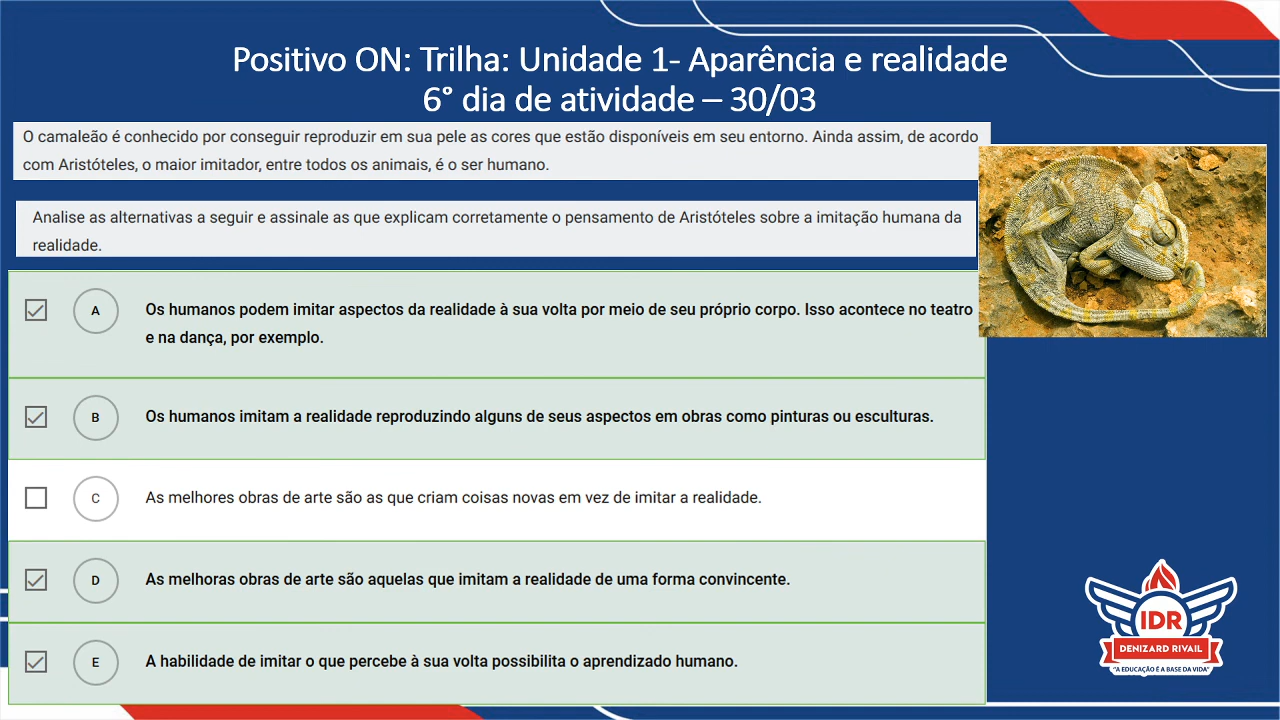 Positivo ON: Trilha: Unidade 1- Aparência e realidade
6° dia de atividade – 30/03
O camaleão é conhecido por conseguir reproduzir em sua pele as cores que estão disponíveis em seu entorno. Ainda assim, de acordo
com Aristóteles, o maior imitador, entre todos os animais, é o ser humano.
Analise as alternativas a seguir e assinale as que explicam corretamente o pensamento de Aristóteles sobre a imitação humana da
realidade.
A Os humanos podem imitar aspectos da realidade à sua volta por meio de seu próprio corpo. Isso acontece no teatro
e na dança, por exemplo.
B Os humanos imitam a realidade reproduzindo alguns de seus aspectos em obras como pinturas ou esculturas.
C As melhores obras de arte são as que criam coisas novas em vez de imitar a realidade.
D As melhoras obras de arte são aquelas que imitam a realidade de uma forma convincente.
E A habilidade de imitar o que percebe à sua volta possibilita o aprendizado humano.
IDR
DENIZARD RIVAIL
"A EDUCAÇÃO É A BASE DA VIDA"